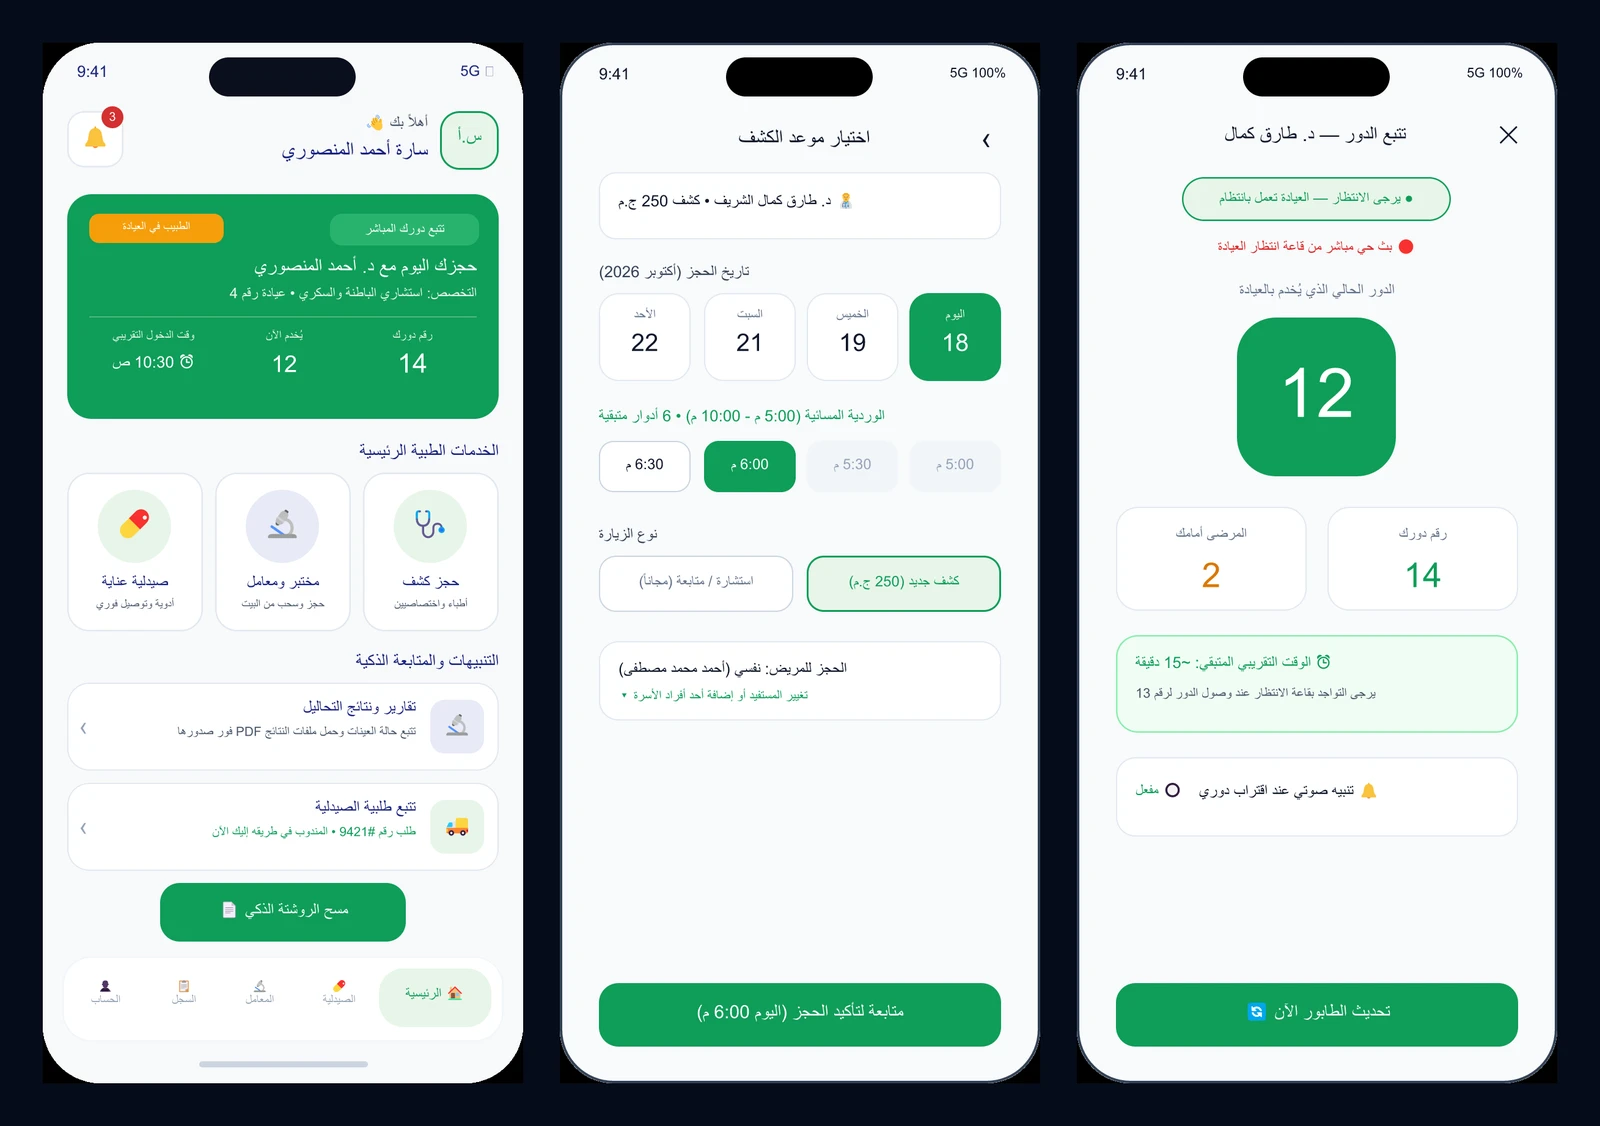 9:41
5G
3
أهلاً بك 👋
سارة أحمد المنصوري
س.أ
تتبع دورك المباشر
الطبيب في العيادة
حجزك اليوم مع د. أحمد المنصوري
التخصص: استشاري الباطنة والسكري • عيادة رقم 4
رقم دورك
يُخدم الآن
وقت الدخول التقريبي
14
12
⏰ 10:30 ص
الخدمات الطبية الرئيسية
حجز كشف
أطباء واختصاصيين
مختبر ومعامل
حجز وسحب من البيت
صيدلية عناية
أدوية وتوصيل فوري
التنبيهات والمتابعة الذكية
تقارير ونتائج التحاليل
تتبع حالة العينات وحمل ملفات النتائج PDF فور صدورها
تتبع طلبية الصيدلية
طلب رقم #9421 • المندوب في طريقه إليك الآن
مسح الروشتة الذكي 📄
🏠 الرئيسية
الصيدلية
المعامل
السجل
الحساب
9:41
5G 100%
اختيار موعد الكشف
د. طارق كمال الشريف • كشف 250 ج.م
تاريخ الحجز (أكتوبر 2026)
اليوم
18
الخميس
19
السبت
21
الأحد
22
الوردية المسائية (5:00 م - 10:00 م) • 6 أدوار متبقية
5:00 م
5:30 م
6:00 م
6:30 م
نوع الزيارة
كشف جديد (250 ج.م)
استشارة / متابعة (مجاناً)
الحجز للمريض: نفسي (أحمد محمد مصطفى)
تغيير المستفيد أو إضافة أحد أفراد الأسرة ▼
متابعة لتأكيد الحجز (اليوم 6:00 م)
9:41
5G 100%
تتبع الدور — د. طارق كمال
● يرجى الانتظار — العيادة تعمل بانتظام
🔴 بث حي مباشر من قاعة انتظار العيادة
الدور الحالي الذي يُخدم بالعيادة
12
رقم دورك
14
المرضى أمامك
2
⏰ الوقت التقريبي المتبقي: ~15 دقيقة
يرجى التواجد بقاعة الانتظار عند وصول الدور لرقم 13
🔔 تنبيه صوتي عند اقتراب دوري
مفعل
تحديث الطابور الآن 🔄